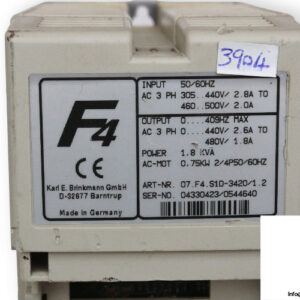 3904
F4
CE
Karl E. Brinkmann GmbH
D-32677 Barntrup
Made in Germany
INPUT 50/60HZ
AC 3 PH 305...440V/ 2.8A TO
460...500V/ 2.0A
OUTPUT 0.....409HZ MAX
AC 3 PH 0....440V/ 2.6A TO
480V/ 1.8A
POWER 1.8 KVA
AC-MOT 0.75KW 2/4P50/60HZ
ART-NR. 07.F4.S1D-3420/1.2
SER-NO. 04330423/0544640